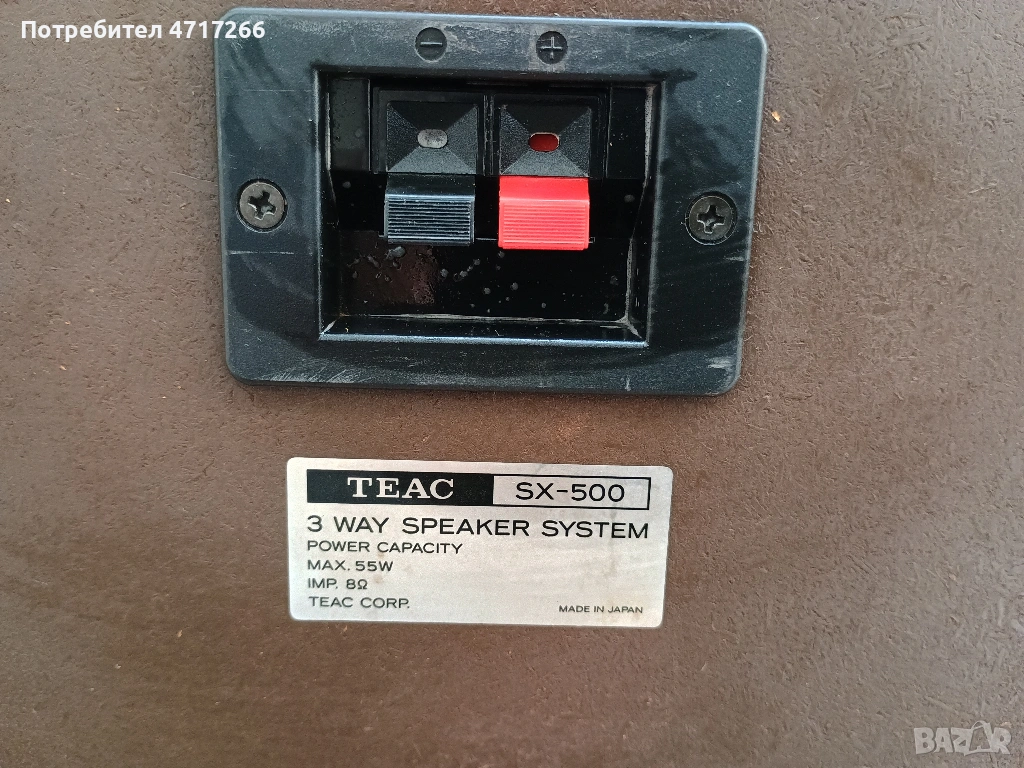 Потребител 4717266
− +
TEAC SX-500
3 WAY SPEAKER SYSTEM
POWER CAPACITY
MAX. 55W
IMP. 8Ω
TEAC CORP. MADE IN JAPAN
BAZAR